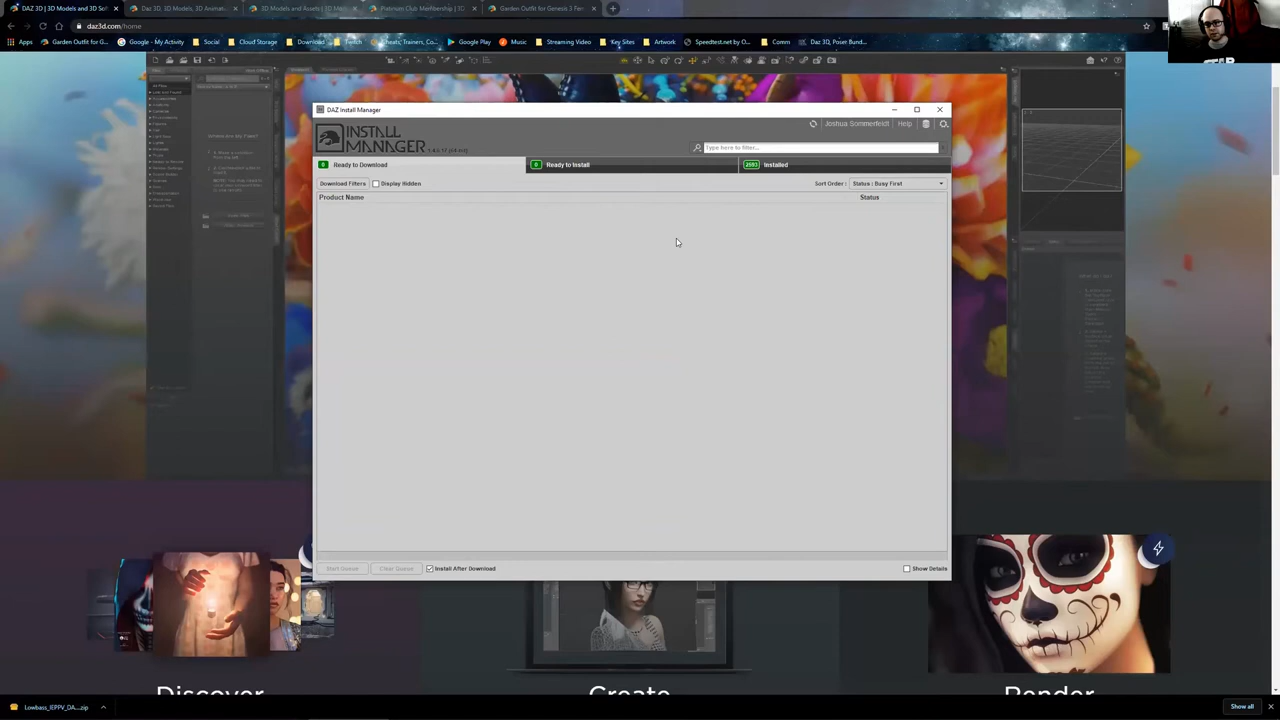 DAZ 3D | 3D Models and 3D Sof
Daz 3D, 3D Models, 3D Animat
3D Models and Assets | 3D Mod
Platinum Club Membership |
Garden Outfit for Genesis 3 Fem
daz3d.com/home
Apps
Garden Outfit for G...
Google - My Activity
Social
Cloud Storage
Download
Twitch
Cheats, Trainers, Co...
Google Play
Music
Streaming Video
Key Sites
Artwork
Speedtest.net by O...
Comm
Daz 3D, Poser Bund...
DAZ Install Manager
INSTALL
MANAGER
Joshua Sommerfeldt
Help
Type here to filter...
0 Ready to Download
0 Ready to Install
2693 Installed
Download Filters
Display Hidden
Sort Order :
Status : Busy First
Product Name
Status
Start Queue
Clear Queue
Install After Download
Show Details
Discover
Create
Render
Lowbass_IEPPV_DA....zip
Show all